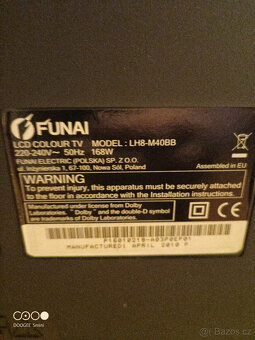 FUNAI
LCD COLOUR TV MODEL: LH8-M40BB
220-240V~ 50Hz 168W
FUNAI ELECTRIC (POLSKA) SP. Z O.O.
ul. Inżynierska 1, 67-100, Nowa Sól, Poland
Assembled in EU
WARNING
To prevent injury, this apparatus must be securely attached
to the floor in accordance with the Installation Instructions.
Manufactured under license from Dolby
Laboratories. "Dolby" and the double-D symbol
are trademarks of Dolby Laboratories.
MANUFACTURED: APRIL 2010
DOOGEE S mini
bazos.cz